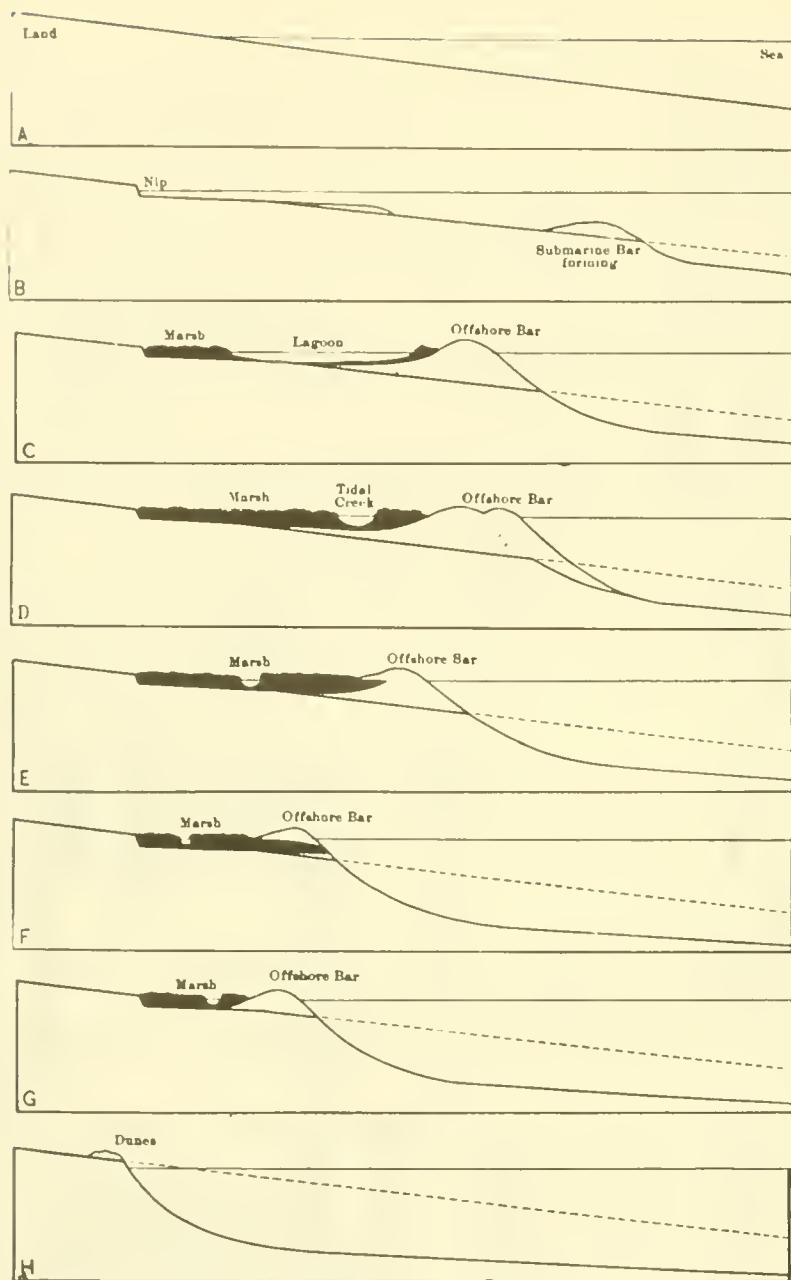 Land
Sea
A
Nip
Submarine Bar
forming
B
Marsh
Lagoon
Offshore Bar
C
Marsh
Tidal
Creek
Offshore Bar
D
Marsh
Offshore Bar
E
Marsh
Offshore Bar
F
Marsh
Offshore Bar
G
Dunes
H